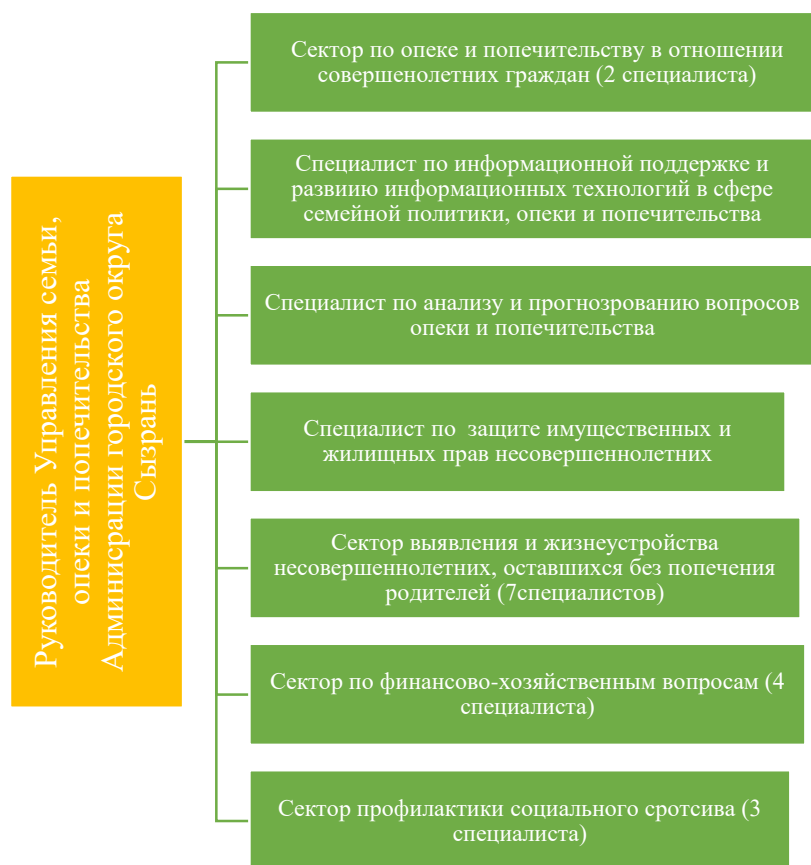 Руководитель Управления семьи,
опеки и попечительства
Админисрации городского округа
Сызрань
Сектор по опеке и попечительству в отношении
совершенолетних граждан (2 специалиста)
Специалист по информационной поддержке и
развиию информационных технологий в сфере
семейной политики, опеки и попечительства
Специалист по анализу и прогнозрованию вопросов
опеки и попечительства
Специалист по защите имущественных и
жилищных прав несовершеннолетних
Сектор выявления и жизнеустройства
несовершеннолетних, оставшихся без попечения
родителей (7специалистов)
Сектор по финансово-хозяйственным вопросам (4
специалиста)
Сектор профилактики социального сротсива (3
специалиста)